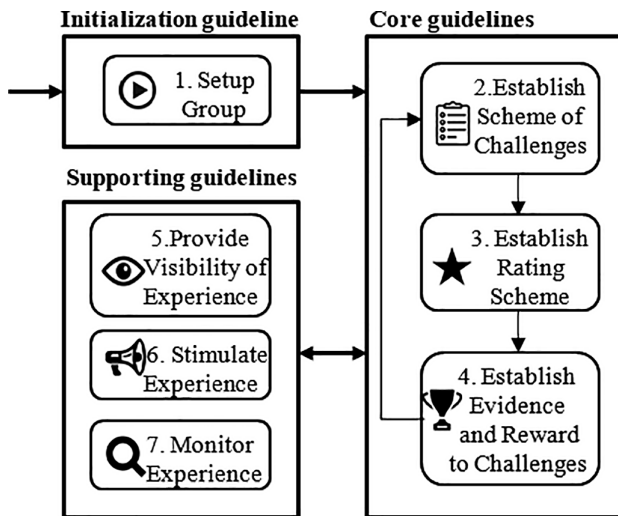 Initialization guideline
1. Setup
Group
Core guidelines
2.Establish
Scheme of
Challenges
3. Establish
Rating
Scheme
4. Establish
Evidence
and Reward
to Challenges
Supporting guidelines
5.Provide
Visibility of
Experience
6. Stimulate
Experience
7. Monitor
Experience